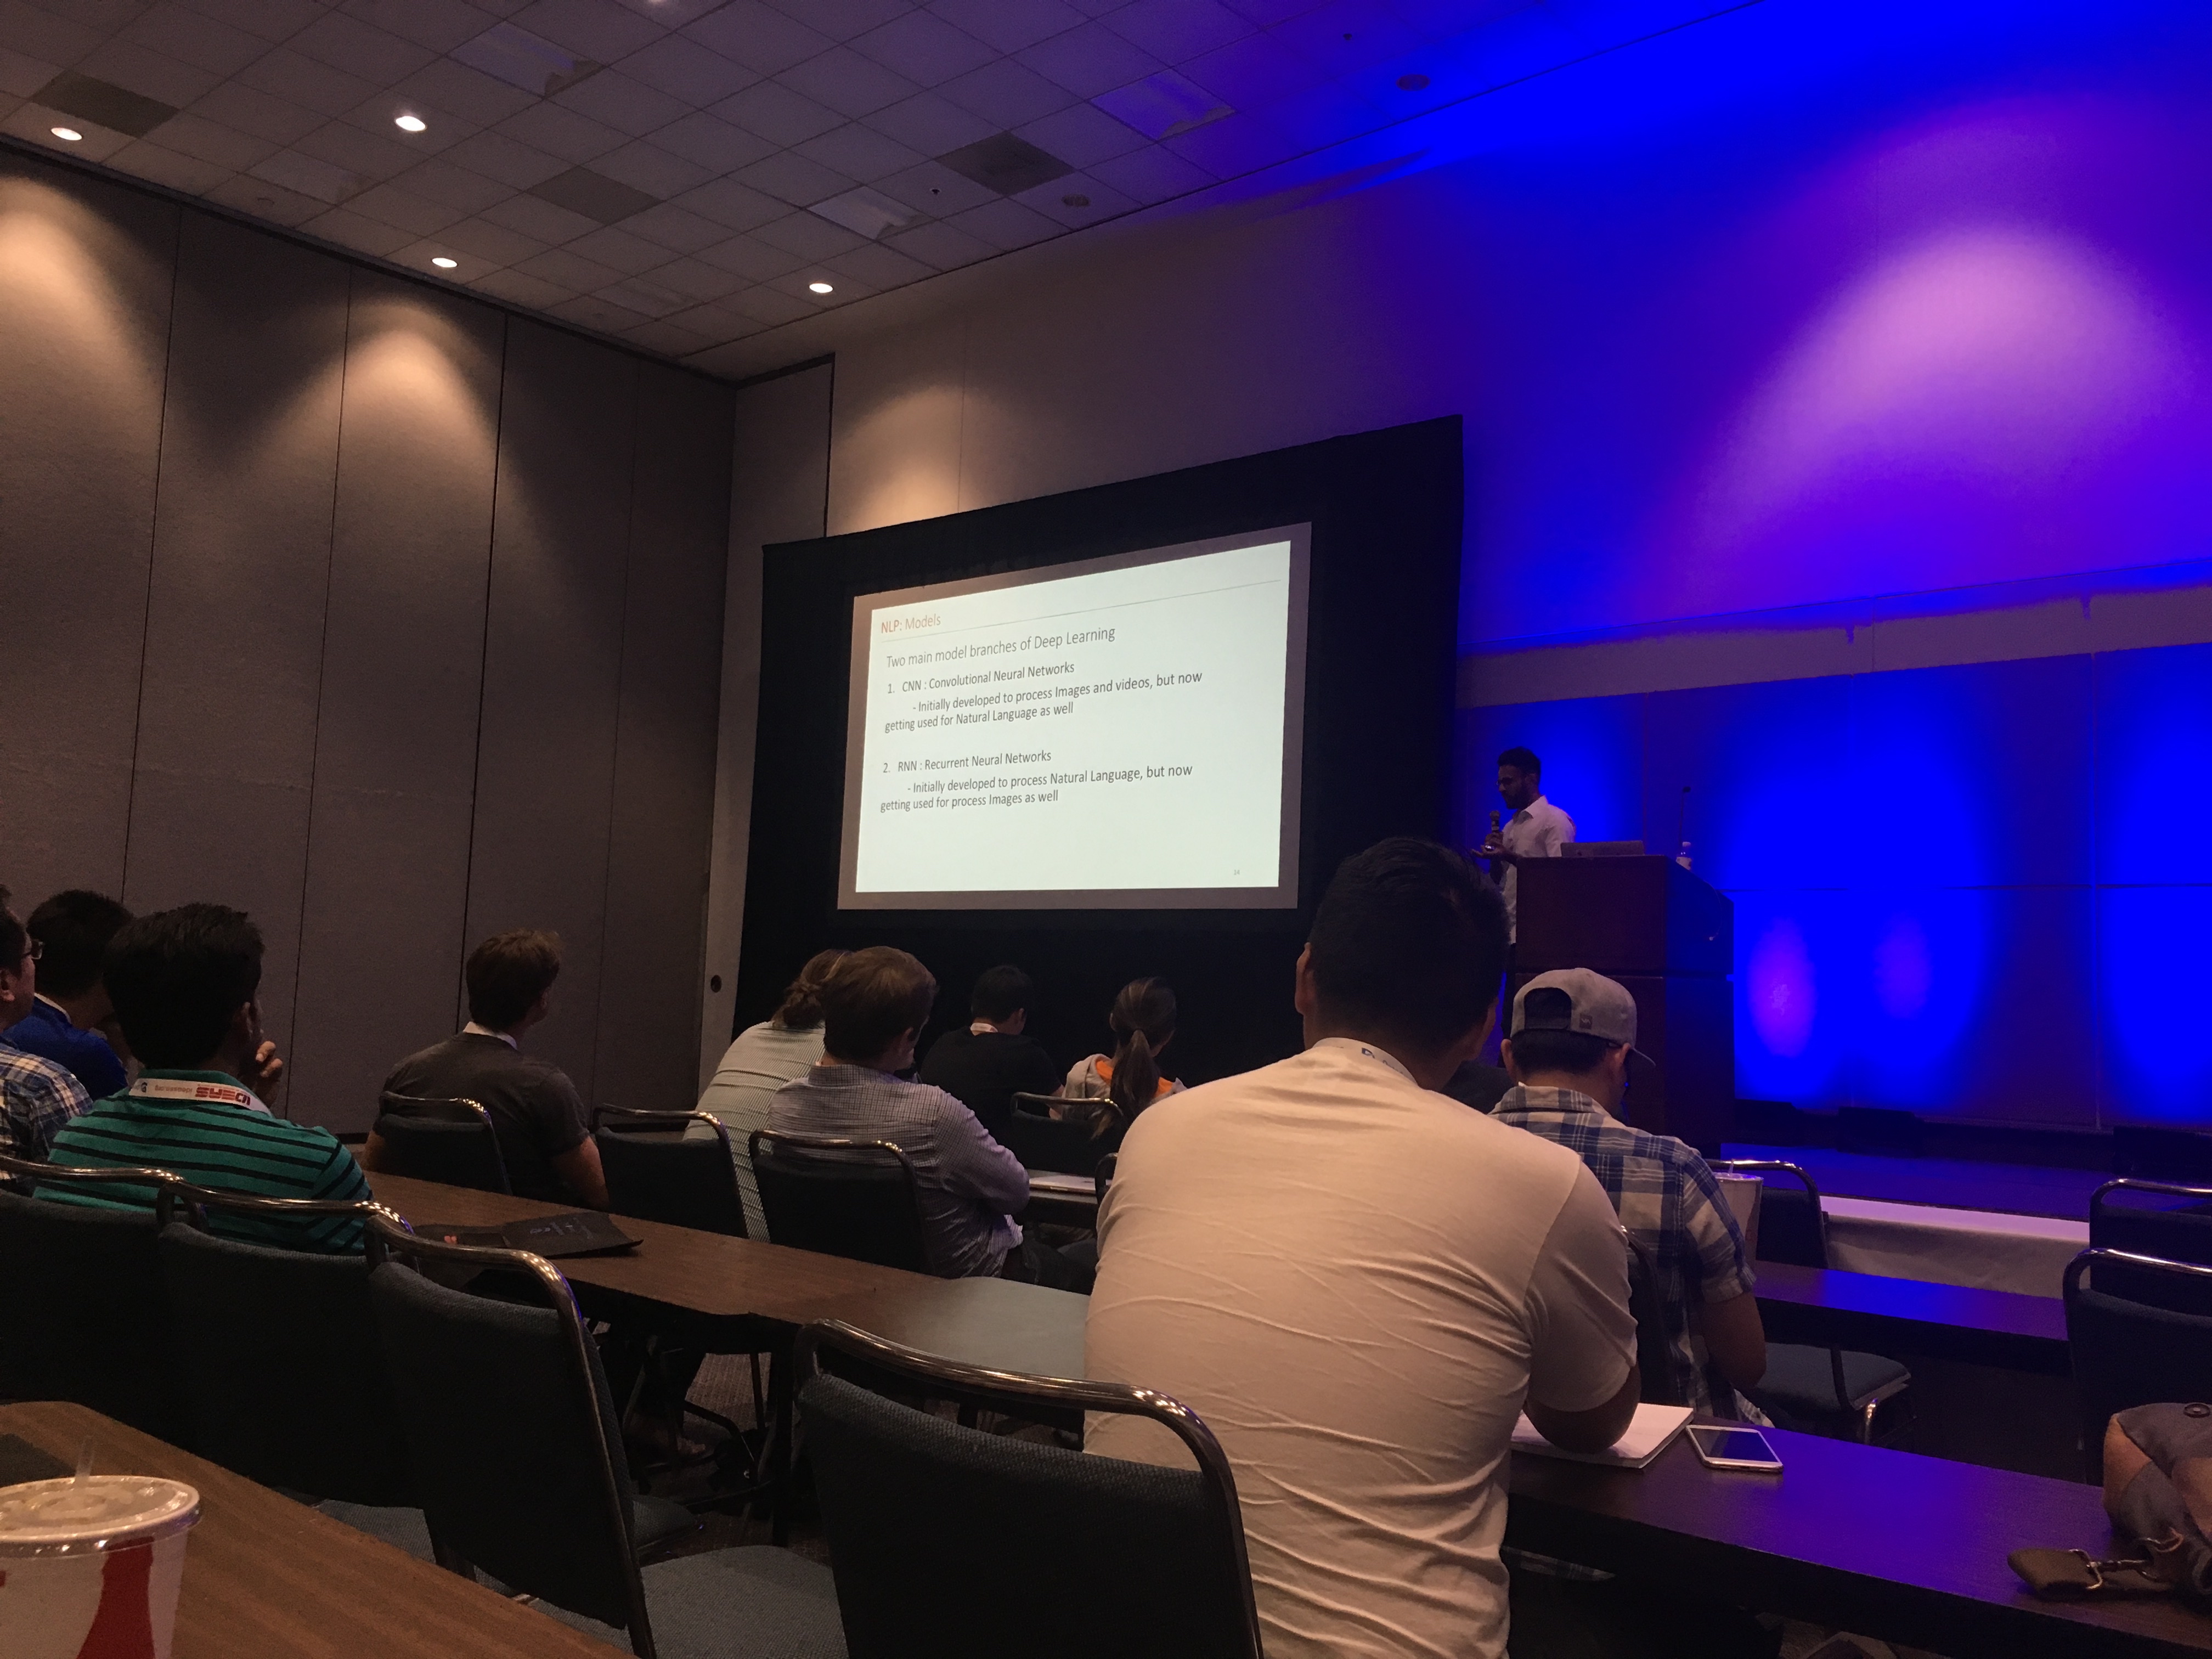 NLP: Models
Two main model branches of Deep Learning
1. CNN : Convolutional Neural Networks
- Initially developed to process Images and videos, but now
getting used for Natural Language as well
2. RNN : Recurrent Neural Networks
- Initially developed to process Natural Language, but now
getting used for process Images as well